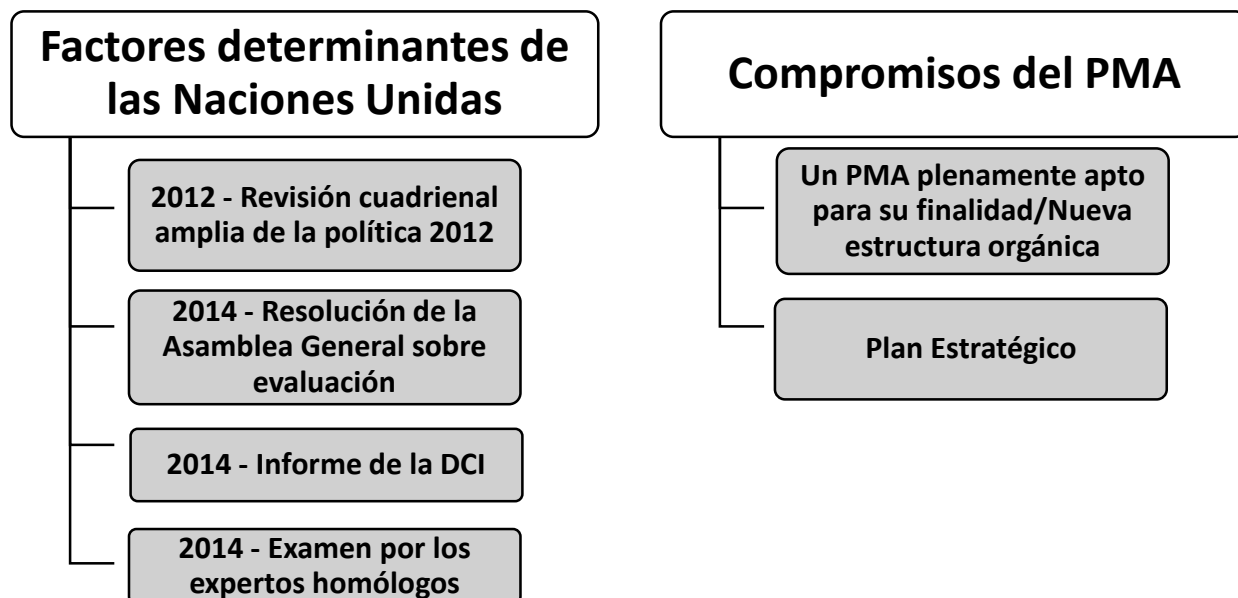 Factores determinantes de
las Naciones Unidas
2012 - Revisión cuadrienal
amplia de la política 2012
2014 - Resolución de la
Asamblea General sobre
evaluación
2014 - Informe de la DCI
2014 - Examen por los
expertos homólogos
Compromisos del PMA
Un PMA plenamente apto
para su finalidad/Nueva
estructura orgánica
Plan Estratégico